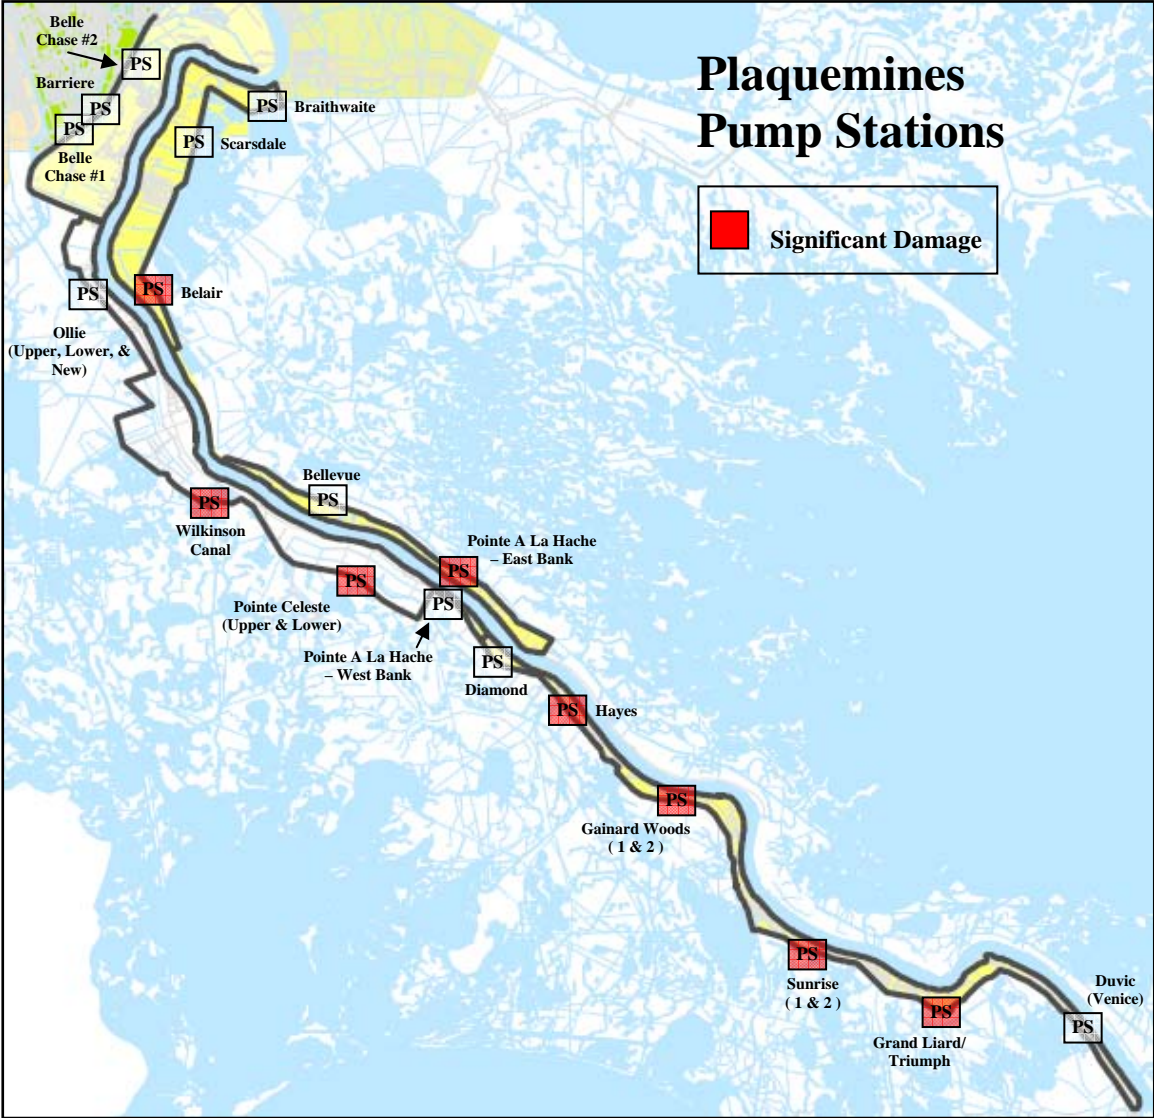 Belle
Chase #2
PS
Barriere
PS
PS
Belle
Chase #1
PS
Braithwaite
PS
Scarsdale
Plaquemines
Pump Stations
Significant Damage
PS
Belair
PS
Ollie
(Upper, Lower, &
New)
Bellevue
PS
PS
Wilkinson
Canal
Pointe A La Hache
– East Bank
PS
PS
Pointe Celeste
(Upper & Lower)
PS
Pointe A La Hache
– West Bank
PS
Diamond
PS
Hayes
PS
Gainard Woods
( 1 & 2 )
PS
Sunrise
( 1 & 2 )
PS
Grand Liard/
Triumph
Duvic
(Venice)
PS